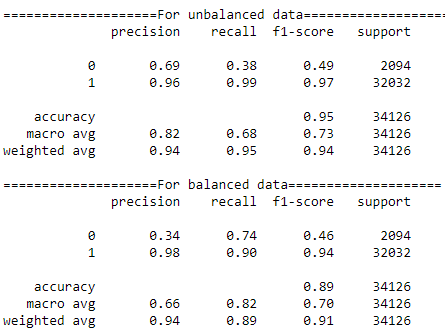 ====================For unbalanced data====================
precision recall f1-score support
0 0.69 0.38 0.49 2094
1 0.96 0.99 0.97 32032
accuracy 0.95 34126
macro avg 0.82 0.68 0.73 34126
weighted avg 0.94 0.95 0.94 34126
====================For balanced data====================
precision recall f1-score support
0 0.34 0.74 0.46 2094
1 0.98 0.90 0.94 32032
accuracy 0.89 34126
macro avg 0.66 0.82 0.70 34126
weighted avg 0.94 0.89 0.91 34126